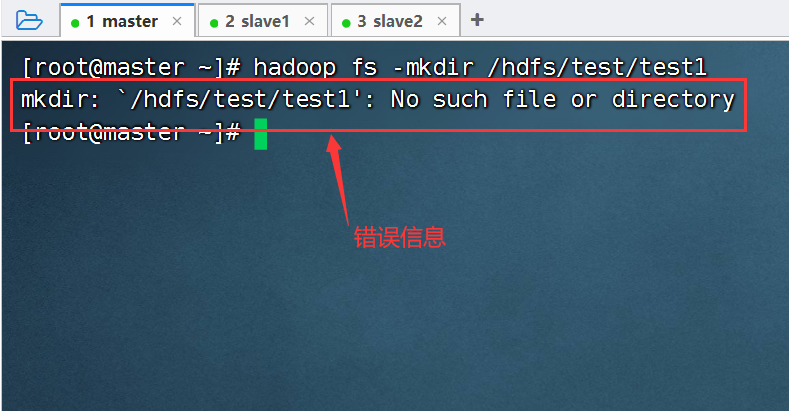 1 master × 2 slave1 × 3 slave2 × +
[root@master ~]# hadoop fs -mkdir /hdfs/test/test1
mkdir: `/hdfs/test/test1': No such file or directory
[root@master ~]#
错误信息